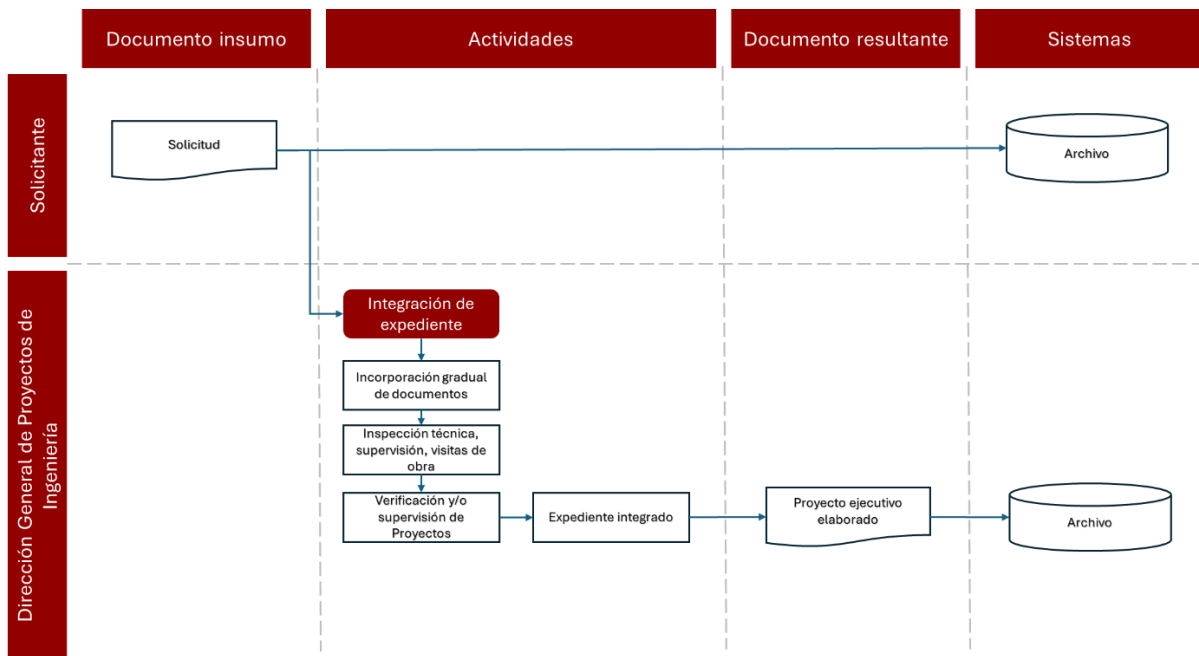 Documento insumo
Actividades
Documento resultante
Sistemas
Solicitante
Solicitud
Archivo
Dirección General de Proyectos de
Ingeniería
Integración de
expediente
Incorporación gradual
de documentos
Inspección técnica,
supervisión, visitas de
obra
Verificación y/o
supervisión de
Proyectos
Expediente integrado
Proyecto ejecutivo
elaborado
Archivo